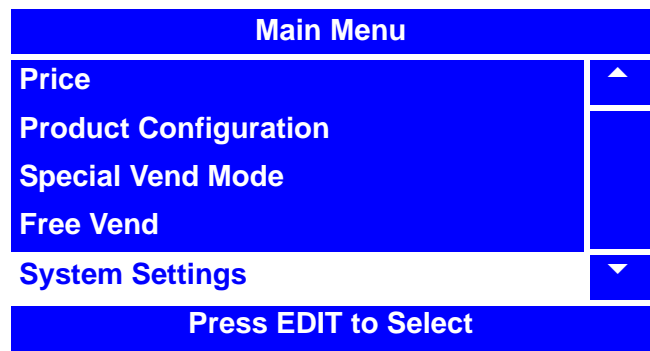 Main Menu
Price
Product Configuration
Special Vend Mode
Free Vend
System Settings
Press EDIT to Select